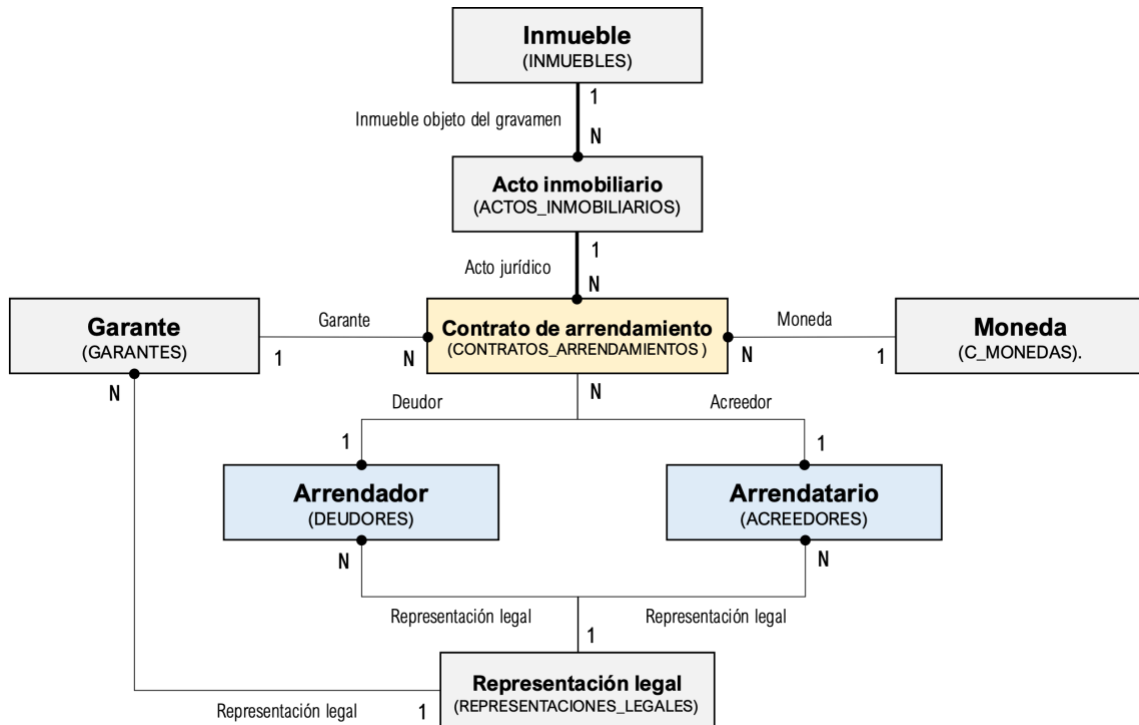 Inmueble
(INMUEBLES)
1
Inmueble objeto del gravamen
N
Acto inmobiliario
(ACTOS_INMOBILIARIOS)
1
Acto jurídico
N
Garante
(GARANTES)
Garante
1
N
Contrato de arrendamiento
(CONTRATOS_ARRENDAMIENTOS )
Moneda
N
1
Moneda
(C_MONEDAS).
N
N
Deudor
Acreedor
1
1
Arrendador
(DEUDORES)
Arrendatario
(ACREEDORES)
N
N
Representación legal
Representación legal
1
Representación legal
(REPRESENTACIONES_LEGALES)
Representación legal
1